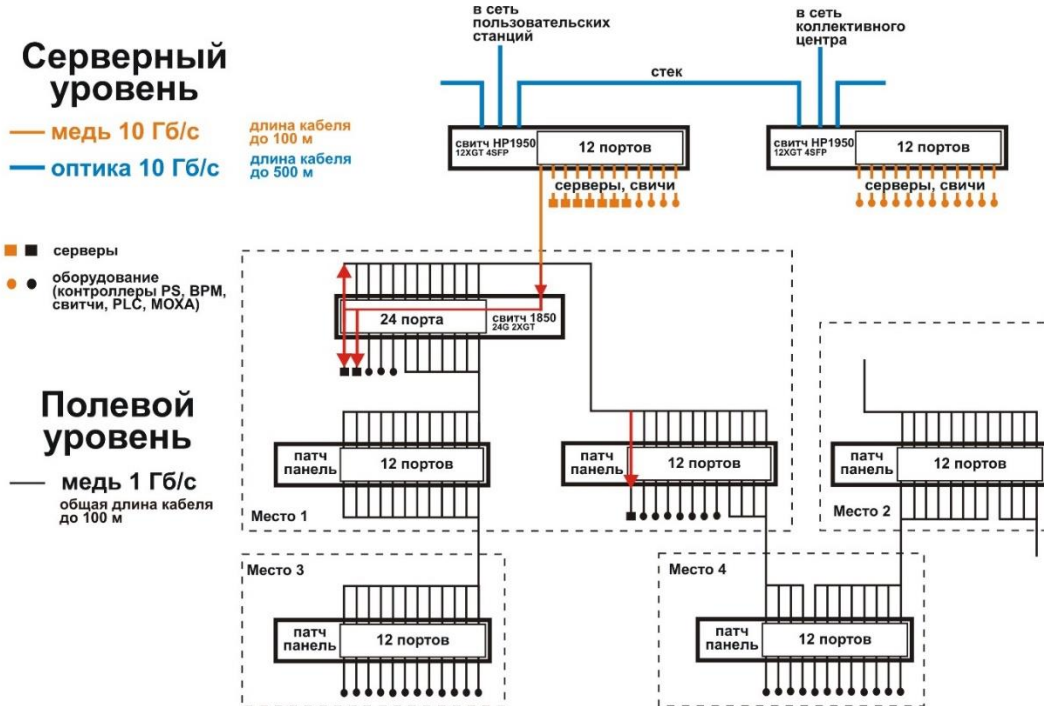 Серверный
уровень
медь 10 Гб/с
длина кабеля
до 100 м
оптика 10 Гб/с
длина кабеля
до 500 м
в сеть
пользовательских
станций
в сеть
коллективного
центра
стек
свитч HP1950
12XGT 4SFP
12 портов
серверы, свичи
свитч HP1950
12XGT 4SFP
12 портов
серверы, свичи
серверы
оборудование
(контроллеры PS, BPM,
свитчи, PLC, MOXA)
24 порта
свитч 1850
24G 2XGT
Полевой
уровень
медь 1 Гб/с
общая длина кабеля
до 100 м
патч
панель
12 портов
патч
панель
12 портов
Место 1
патч
панель
12 портов
Место 2
Место 3
патч
панель
12 портов
Место 4
патч
панель
12 портов